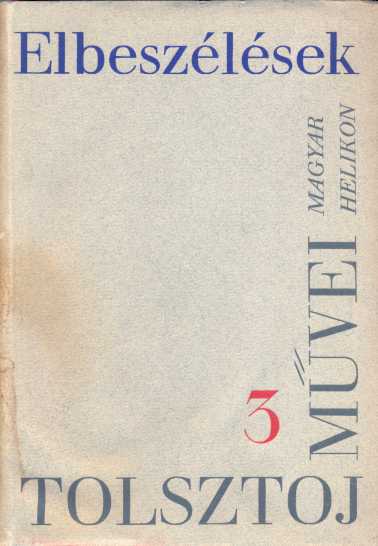 Elbeszélések
MAGYAR
HELIKON
MŰVEI
3
TOLSZTOJ